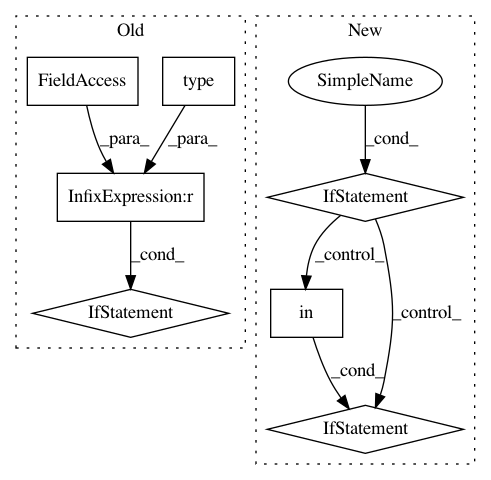 Old
New
FieldAccess
type
SimpleName
_para_
_para_
_cond_
InfixExpression:r
IfStatement
_cond_
_control_
IfStatement
in
_control_
_cond_
IfStatement